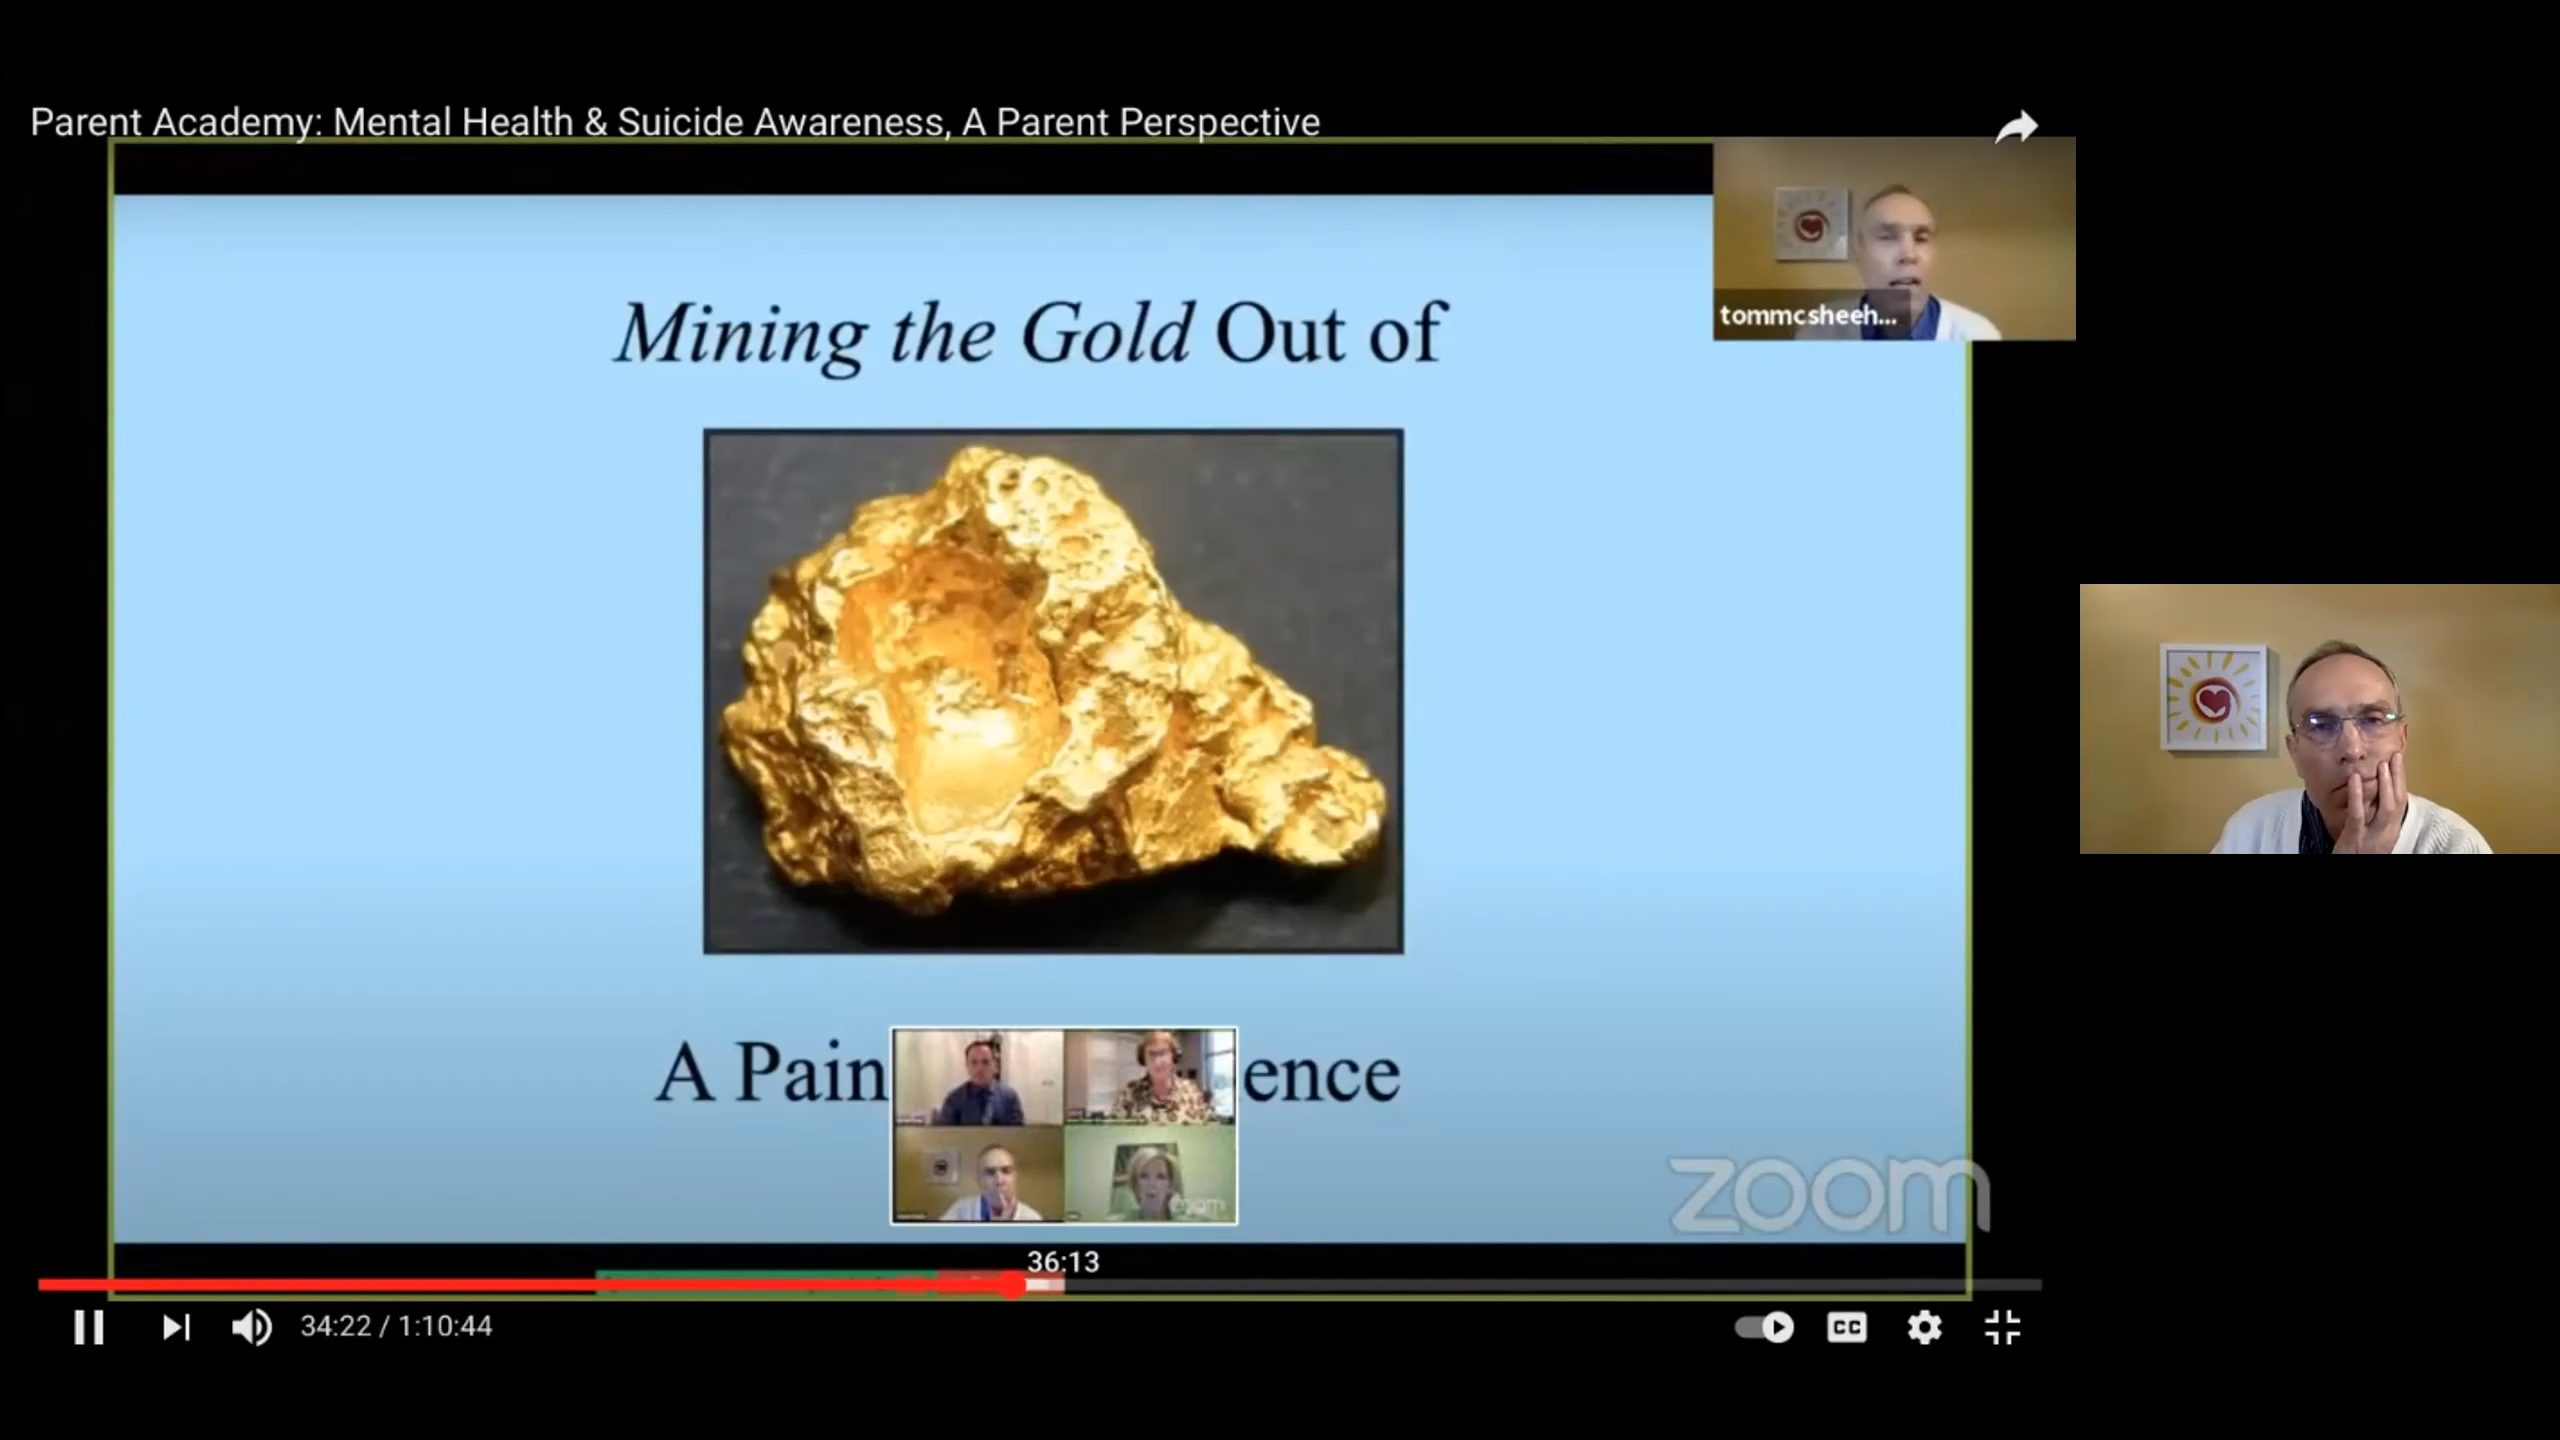 Parent Academy: Mental Health & Suicide Awareness, A Parent Perspective
tommcsheeh...
Mining the Gold Out of
A Pain
ence
zoom
36:13
34:22 / 1:10:44
CC